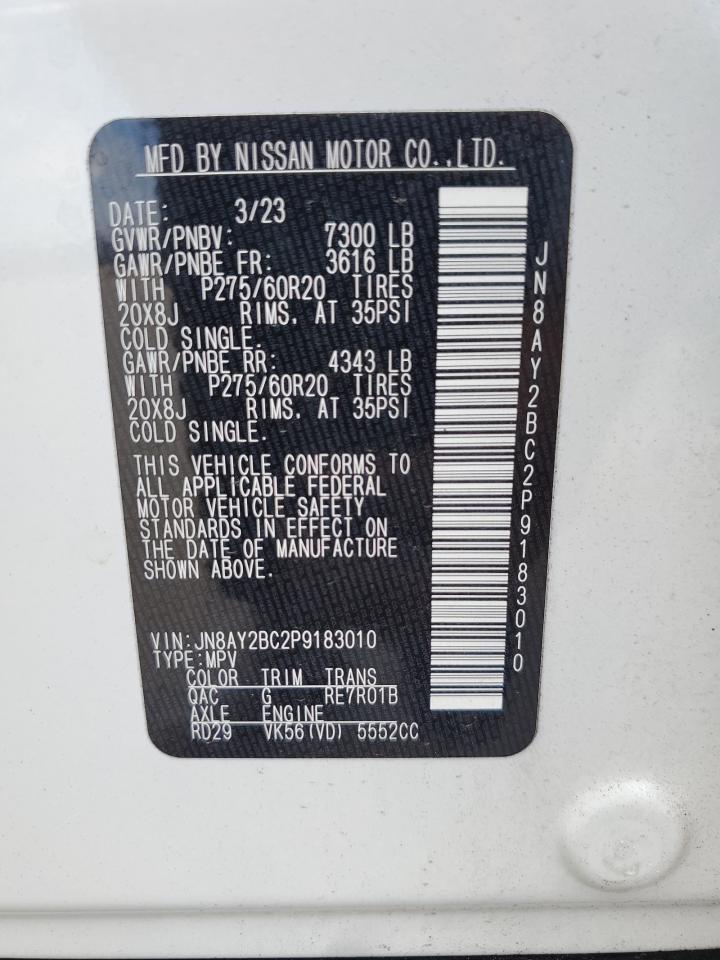 MFD BY NISSAN MOTOR CO.,LTD.
DATE: 3/23
GVWR/PNBV: 7300 LB
GAWR/PNBE FR: 3616 LB
WITH P275/60R20 TIRES
20X8J RIMS, AT 35PSI
COLD SINGLE.
GAWR/PNBE RR: 4343 LB
WITH P275/60R20 TIRES
20X8J RIMS, AT 35PSI
COLD SINGLE.
THIS VEHICLE CONFORMS TO
ALL APPLICABLE FEDERAL
MOTOR VEHICLE SAFETY
STANDARDS IN EFFECT ON
THE DATE OF MANUFACTURE
SHOWN ABOVE.
VIN:JN8AY2BC2P9183010
TYPE:MPV
COLOR TRIM TRANS
QAC G RE7R01B
AXLE ENGINE
RD29 VK56(VD) 5552CC
JN8AY2BC2P9183010